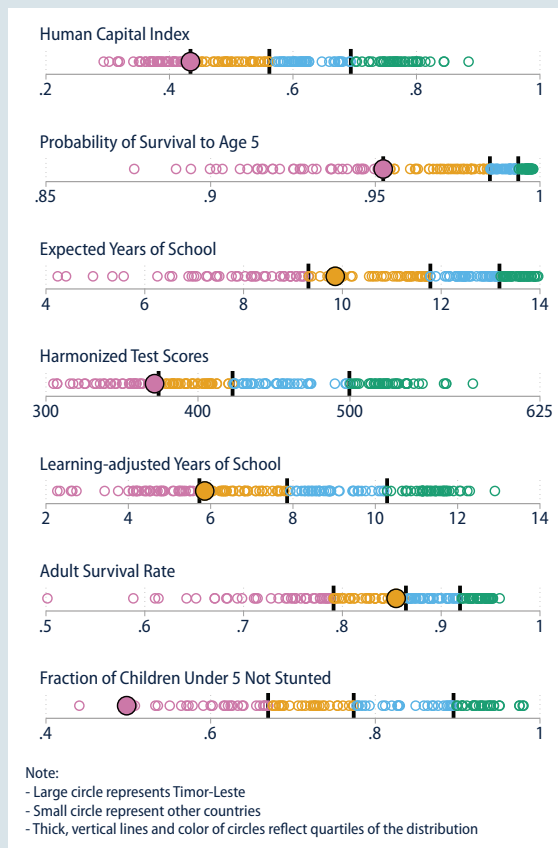 Human Capital Index
.2 .4 .6 .8 1
Probability of Survival to Age 5
.85 .9 .95 1
Expected Years of School
4 6 8 10 12 14
Harmonized Test Scores
300 400 500 625
Learning-adjusted Years of School
2 4 6 8 10 12 14
Adult Survival Rate
.5 .6 .7 .8 .9 1
Fraction of Children Under 5 Not Stunted
.4 .6 .8 1
Note:
- Large circle represents Timor-Leste
- Small circle represent other countries
- Thick, vertical lines and color of circles reflect quartiles of the distribution